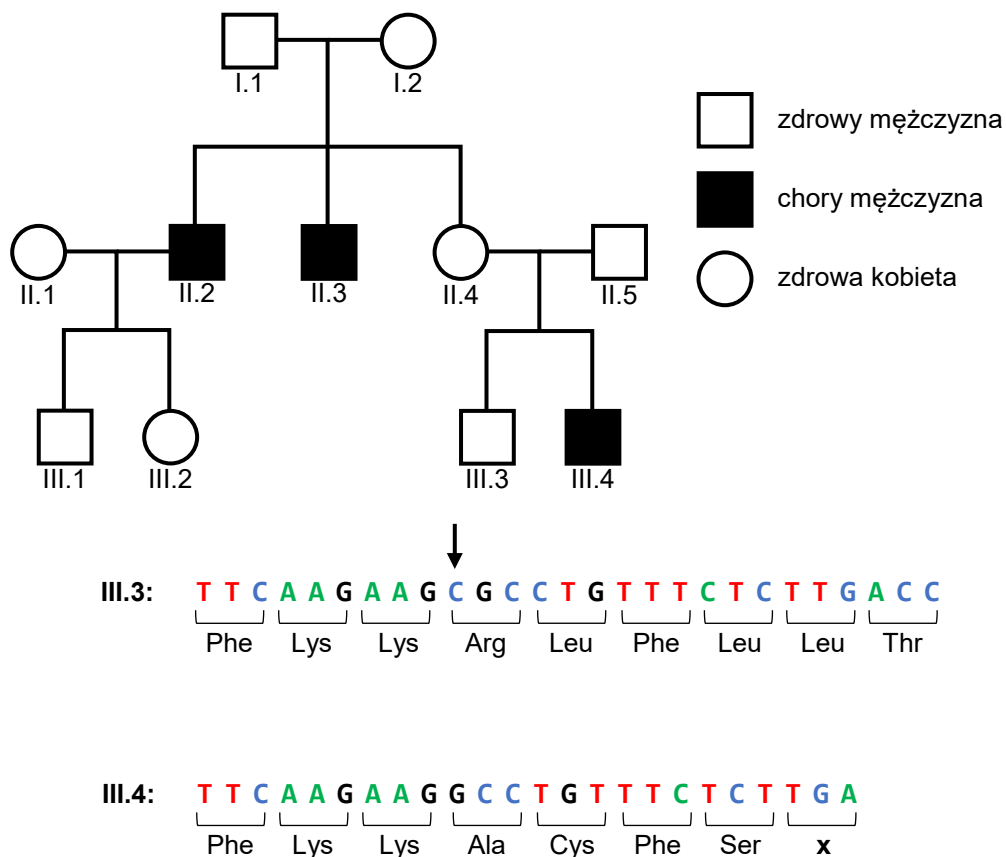 I.1 I.2
zdrowy mężczyzna
chory mężczyzna
zdrowa kobieta
II.1 II.2 II.3 II.4 II.5
III.1 III.2 III.3 III.4
III.3: T T C A A G A A G C G C C T G T T T C T C T T G A C C
Phe Lys Lys Arg Leu Phe Leu Leu Thr
III.4: T T C A A G A A G G C C T G T T T C T C T T G A
Phe Lys Lys Ala Cys Phe Ser x